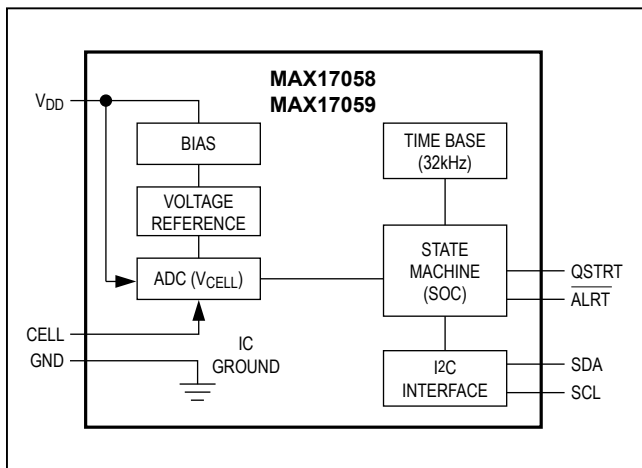 MAX17058
MAX17059
VDD
BIAS
TIME BASE
(32kHz)
VOLTAGE
REFERENCE
ADC (VCELL)
STATE
MACHINE
(SOC)
QSTRT
ALRT
CELL
GND
IC
GROUND
I2C
INTERFACE
SDA
SCL